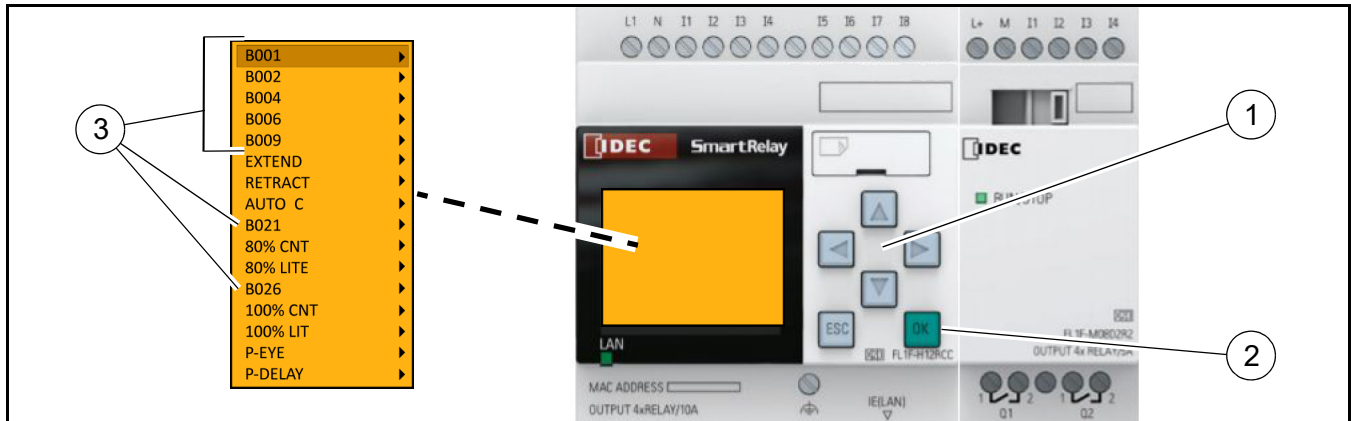 B001
B002
B004
B006
B009
EXTEND
RETRACT
AUTO C
B021
80% CNT
80% LITE
B026
100% CNT
100% LIT
P-EYE
P-DELAY
3
L1 N I1 I2 I3 I4 I5 I6 I7 I8
IDEC SmartRelay
ESC OK
LAN
FL1F-H12RCC
MAC ADDRESS
OUTPUT 4xRELAY/10A
IE(LAN)
L+ M I1 I2 I3 I4
IDEC
FL1F-M08D2R2
OUTPUT 4x RELAY/5A
1 2 1 2
Q1 Q2
1
2